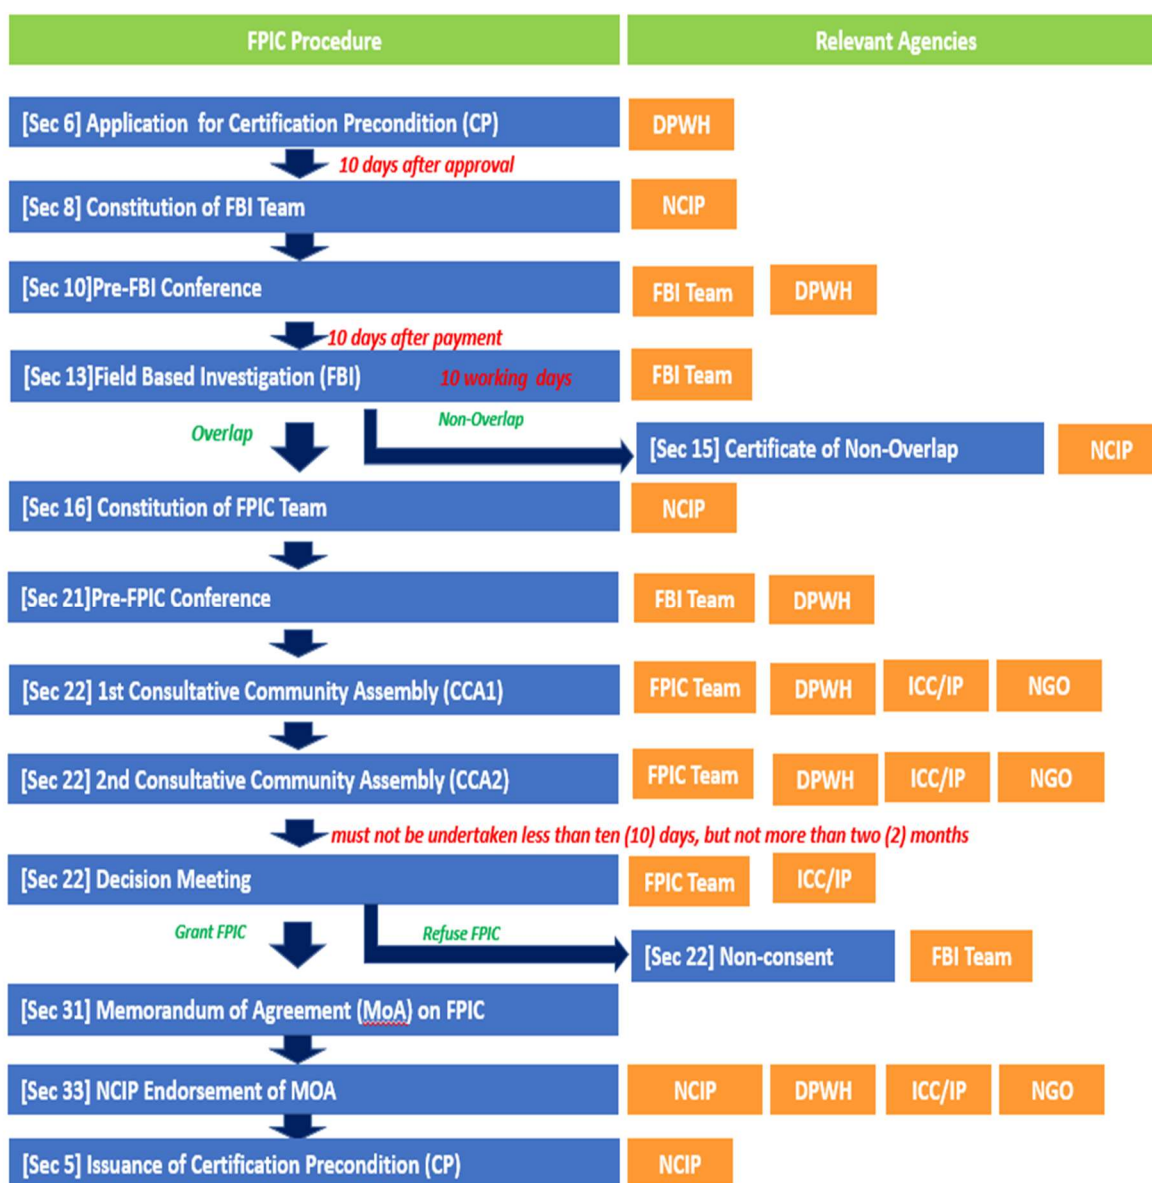 FPIC Procedure
Relevant Agencies
[Sec 6] Application for Certification Precondition (CP)
DPWH
10 days after approval
[Sec 8] Constitution of FBI Team
NCIP
[Sec 10]Pre-FBI Conference
FBI Team
DPWH
10 days after payment
[Sec 13]Field Based Investigation (FBI)
10 working days
FBI Team
Overlap
Non-Overlap
[Sec 15] Certificate of Non-Overlap
NCIP
[Sec 16] Constitution of FPIC Team
NCIP
[Sec 21]Pre-FPIC Conference
FBI Team
DPWH
[Sec 22] 1st Consultative Community Assembly (CCA1)
FPIC Team
DPWH
ICC/IP
NGO
[Sec 22] 2nd Consultative Community Assembly (CCA2)
FPIC Team
DPWH
ICC/IP
NGO
must not be undertaken less than ten (10) days, but not more than two (2) months
[Sec 22] Decision Meeting
FPIC Team
ICC/IP
Grant FPIC
Refuse FPIC
[Sec 22] Non-consent
FBI Team
[Sec 31] Memorandum of Agreement (MoA) on FPIC
[Sec 33] NCIP Endorsement of MOA
NCIP
DPWH
ICC/IP
NGO
[Sec 5] Issuance of Certification Precondition (CP)
NCIP